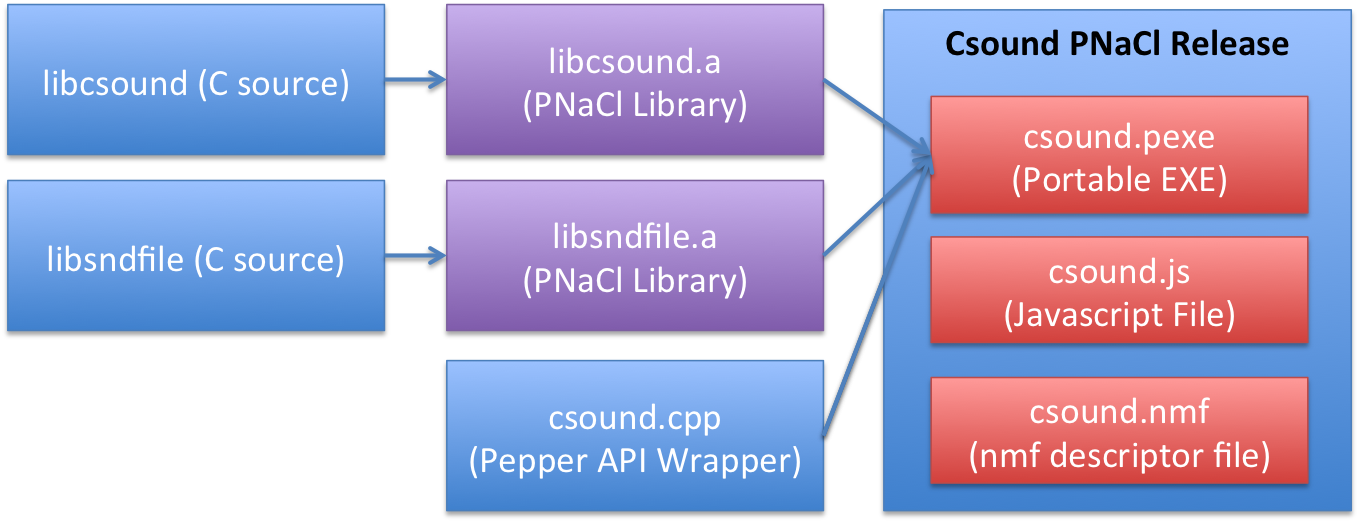 libcsound (C source)
libcsound.a
(PNaCl Library)
Csound PNaCl Release
csound.pexe
(Portable EXE)
libsndfile (C source)
libsndfile.a
(PNaCl Library)
csound.js
(Javascript File)
csound.cpp
(Pepper API Wrapper)
csound.nmf
(nmf descriptor file)